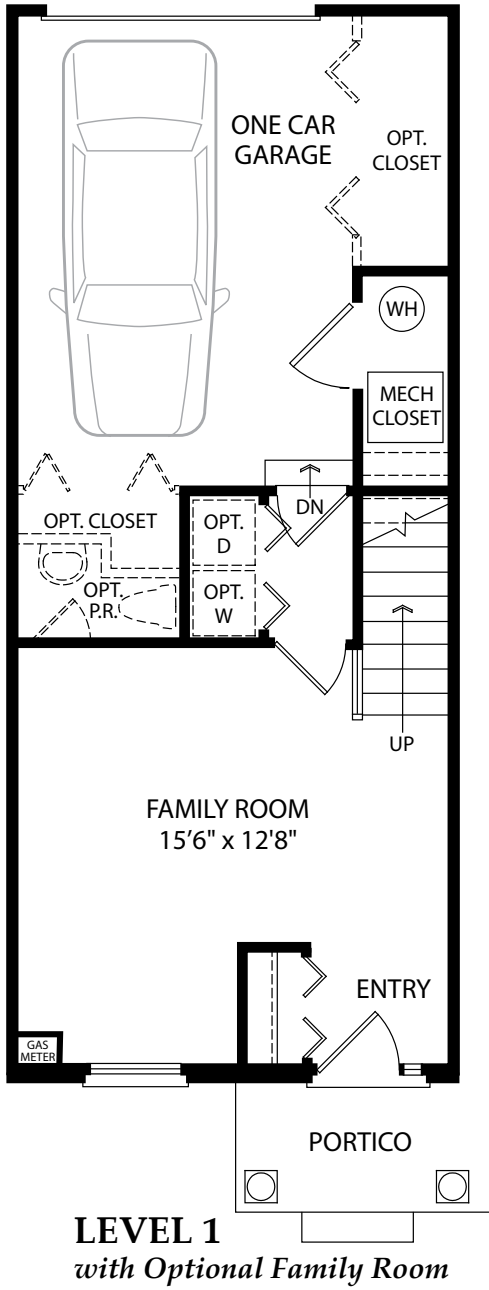 ONE CAR
GARAGE
OPT.
CLOSET
WH
MECH
CLOSET
DN
OPT. CLOSET
OPT.
D
OPT.
P.R.
OPT.
W
UP
FAMILY ROOM
15'6" x 12'8"
ENTRY
GAS
METER
PORTICO
LEVEL 1
with Optional Family Room